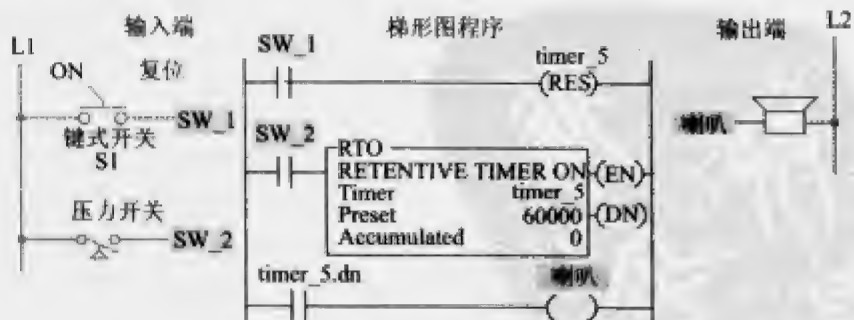 输入端
梯形图程序
输出端
L1
L2
ON
复位
SW_1
键式开关
S1
压力开关
SW_2
SW_1
timer_5
(RES)
SW_2
RTO
RETENTIVE TIMER ON
(EN)
Timer timer_5
Preset 60000
(DN)
Accumulated 0
timer_5.dn
喇叭
喇叭